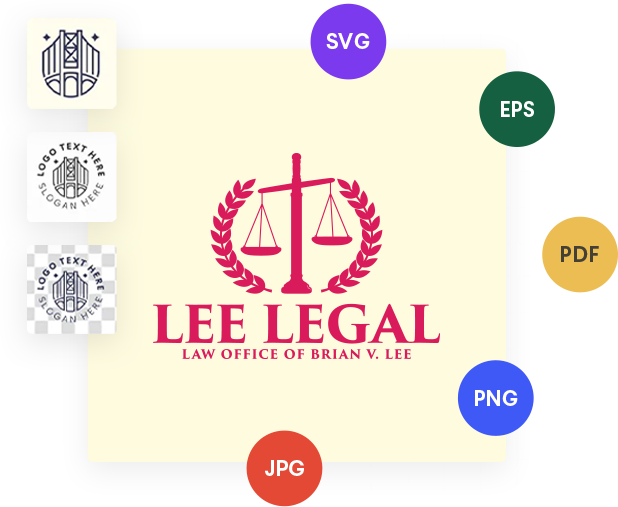 SVG
EPS
LOGO TEXT HERE
SLOGAN HERE
PDF
LOGO TEXT HERE
SLOGAN HERE
LEE LEGAL
LAW OFFICE OF BRIAN V. LEE
PNG
JPG